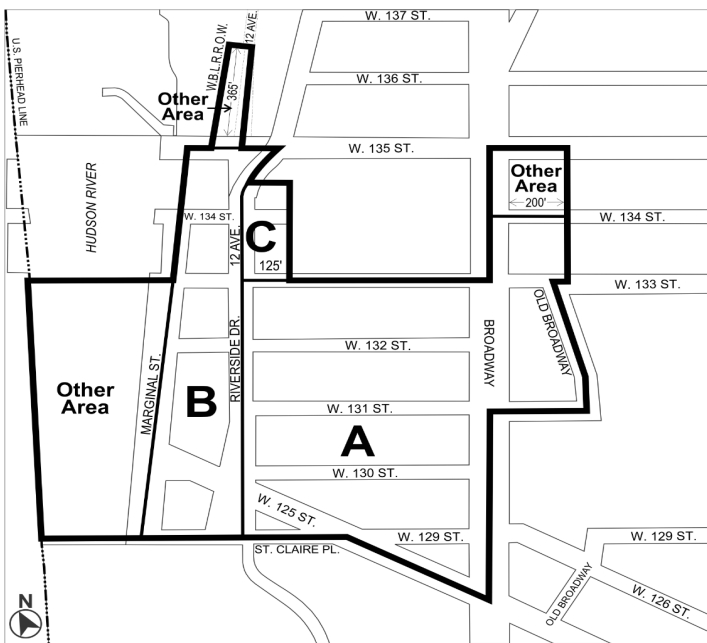 W. 137 ST.
12 AVE.
W.B.L.R.R.O.W.
U.S. PIERHEAD LINE
W. 136 ST.
365'
Other
Area
W. 135 ST.
Other
Area
200'
HUDSON RIVER
W. 134 ST.
W. 134 ST.
12 AVE.
C
125'
W. 133 ST.
OLD BROADWAY
BROADWAY
W. 132 ST.
RIVERSIDE DR.
MARGINAL ST.
Other
Area
B
W. 131 ST.
A
W. 130 ST.
W. 125 ST.
W. 129 ST.
W. 129 ST.
ST. CLAIRE PL.
OLD BROADWAY
W. 126 ST.
N